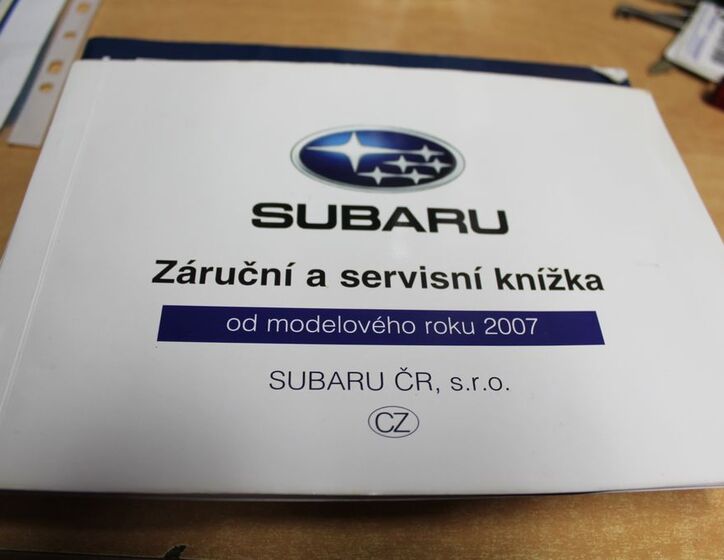 SUBARU
Záruční a servisní knížka
od modelového roku 2007
SUBARU ČR, s.r.o.
CZ